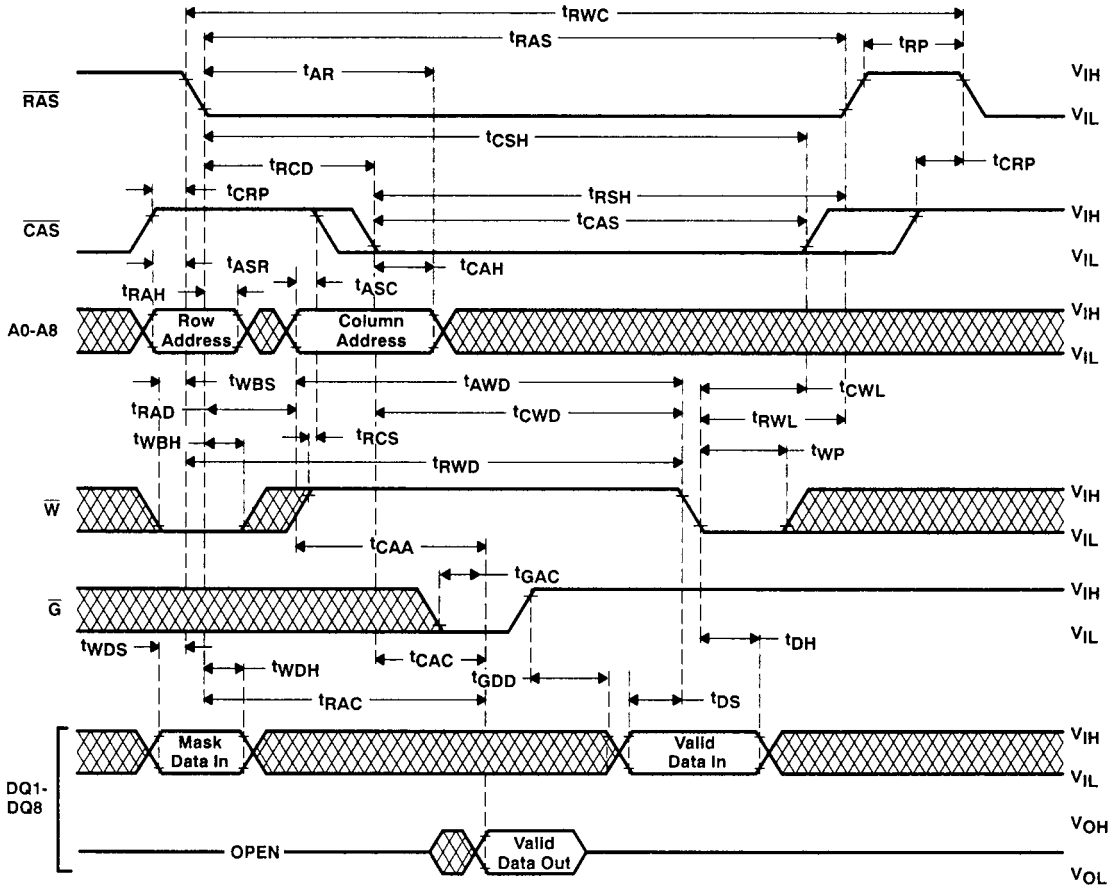 tRWC
tRAS
tRP
tAR
RAS
VIH
VIL
tCSH
tRCD
tCRP
tCRP
tRSH
CAS
tCAS
VIH
VIL
tASR
tCAH
tRAH
tASC
A0-A8
Row Address
Column Address
VIH
VIL
tWBS
tAWD
tCWL
tRAD
tCWD
tRWL
tWBH
tRCS
tWP
tRWD
W
VIH
VIL
tCAA
tGAC
G
VIH
VIL
tWDS
tCAC
tDH
tWDH
tGDD
tRAC
tDS
DQ1-DQ8
Mask Data In
Valid Data In
VIH
VIL
OPEN
Valid Data Out
VOH
VOL